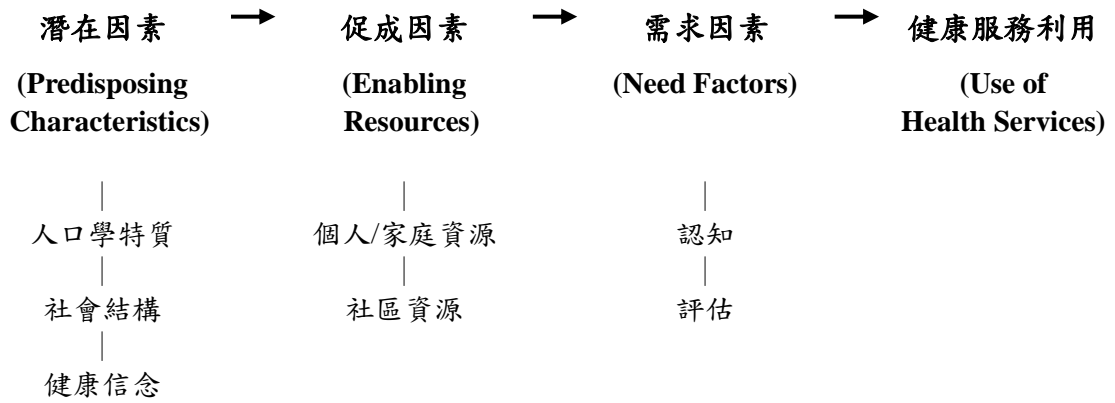 潛在因素 → 促成因素 → 需求因素 → 健康服務利用
(Predisposing Characteristics) (Enabling Resources) (Need Factors) (Use of Health Services)
人口學特質 個人/家庭資源 認知
社會結構 社區資源 評估
健康信念